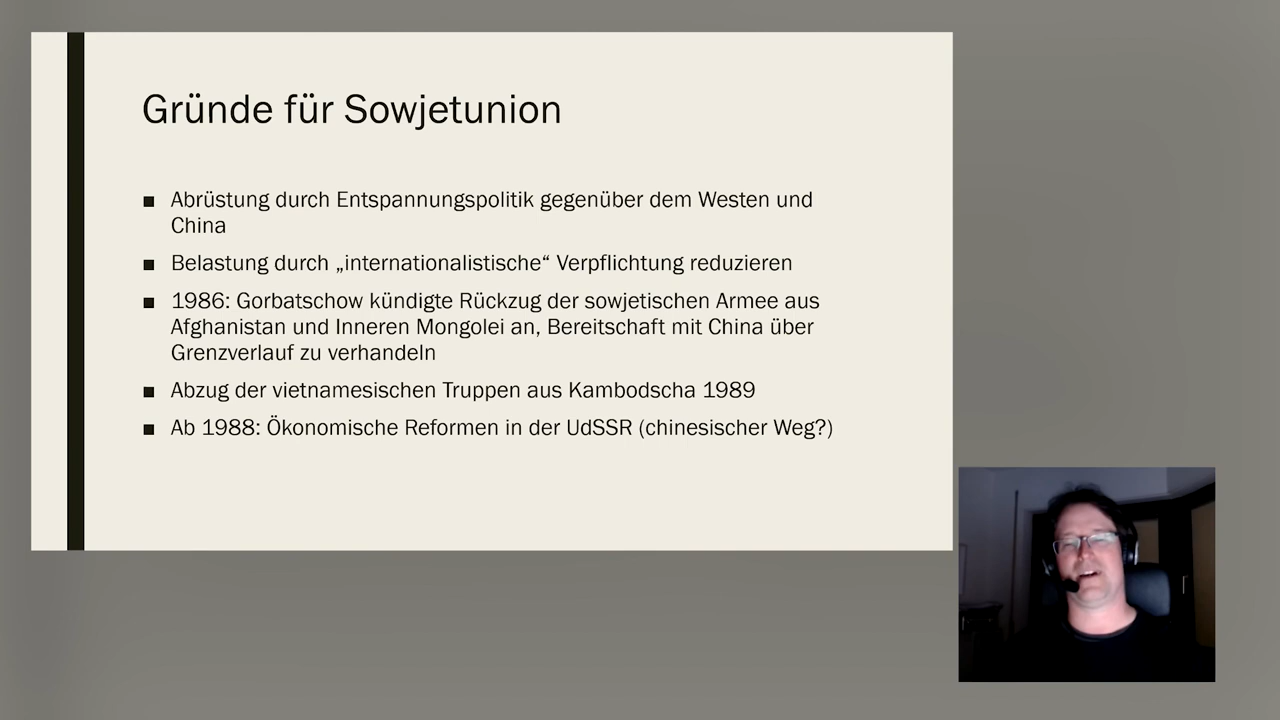 Gründe für Sowjetunion
■ Abrüstung durch Entspannungspolitik gegenüber dem Westen und
China
■ Belastung durch „internationalistische“ Verpflichtung reduzieren
■ 1986: Gorbatschow kündigte Rückzug der sowjetischen Armee aus
Afghanistan und Inneren Mongolei an, Bereitschaft mit China über
Grenzverlauf zu verhandeln
■ Abzug der vietnamesischen Truppen aus Kambodscha 1989
■ Ab 1988: Ökonomische Reformen in der UdSSR (chinesischer Weg?)